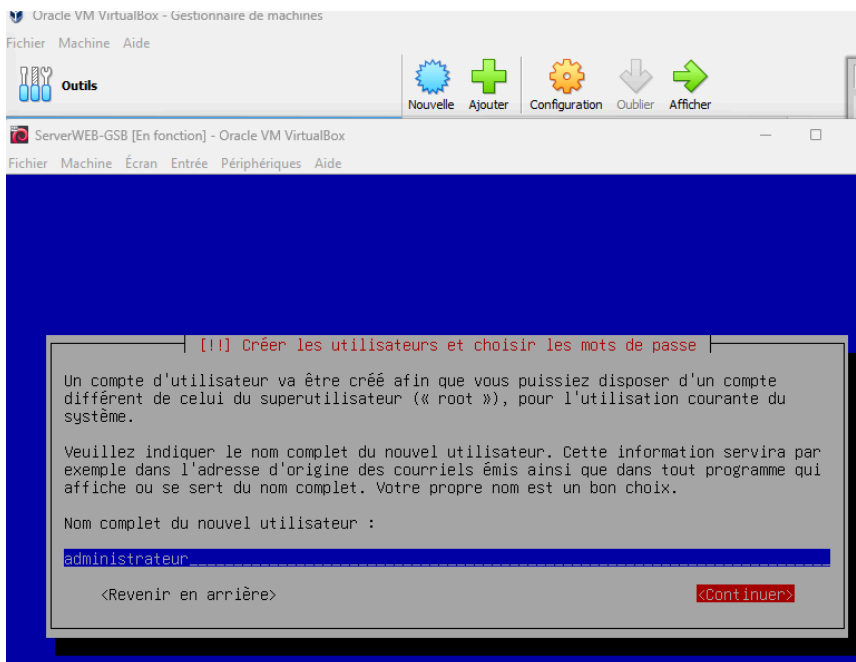 Oracle VM VirtualBox - Gestionnaire de machines
Fichier Machine Aide
Outils
Nouvelle Ajouter Configuration Oublier Afficher
ServerWEB-GSB [En fonction] - Oracle VM VirtualBox
Fichier Machine Écran Entrée Périphériques Aide
[!!] Créer les utilisateurs et choisir les mots de passe
Un compte d'utilisateur va être créé afin que vous puissiez disposer d'un compte
différent de celui du superutilisateur (« root »), pour l'utilisation courante du
système.
Veuillez indiquer le nom complet du nouvel utilisateur. Cette information servira par
exemple dans l'adresse d'origine des courriels émis ainsi que dans tout programme qui
affiche ou se sert du nom complet. Votre propre nom est un bon choix.
Nom complet du nouvel utilisateur :
administrateur
<Revenir en arrière> <Continuer>